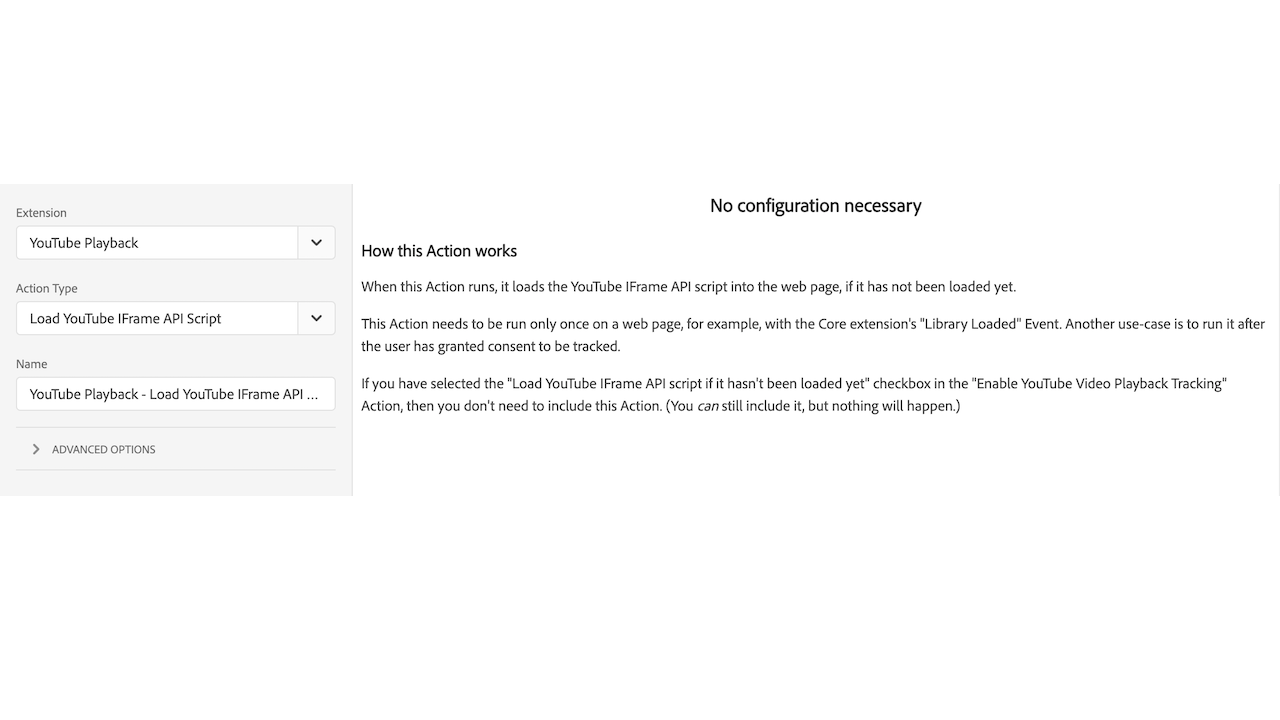 Extension
YouTube Playback
Action Type
Load YouTube IFrame API Script
Name
YouTube Playback - Load YouTube IFrame API ...
ADVANCED OPTIONS
No configuration necessary
How this Action works
When this Action runs, it loads the YouTube IFrame API script into the web page, if it has not been loaded yet.
This Action needs to be run only once on a web page, for example, with the Core extension's "Library Loaded" Event. Another use-case is to run it after
the user has granted consent to be tracked.
If you have selected the "Load YouTube IFrame API script if it hasn't been loaded yet" checkbox in the "Enable YouTube Video Playback Tracking"
Action, then you don't need to include this Action. (You can still include it, but nothing will happen.)